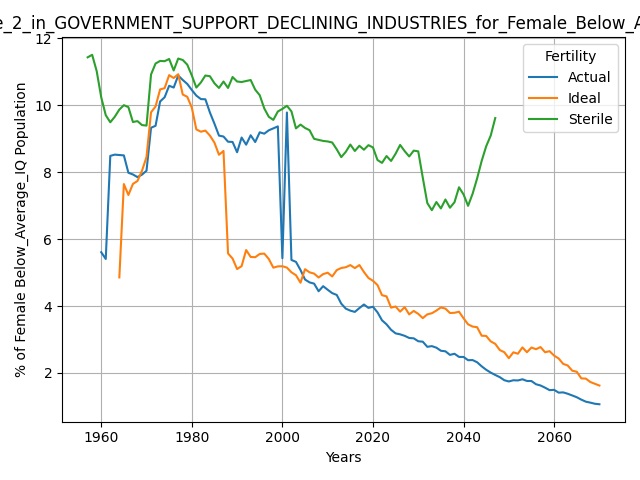 e_2_in_GOVERNMENT_SUPPORT_DECLINING_INDUSTRIES_for_Female_Below_A
12
10
8
6
4
2
% of Female Below_Average_IQ Population
Fertility
Actual
Ideal
Sterile
1960 1980 2000 2020 2040 2060
Years